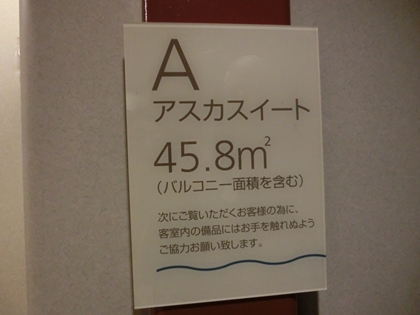 A
アスカスイート
45.8m²
(バルコニー面積を含む)
次にご覧いただくお客様の為に、
客室内の備品にはお手を触れぬよう
ご協力お願い致します。